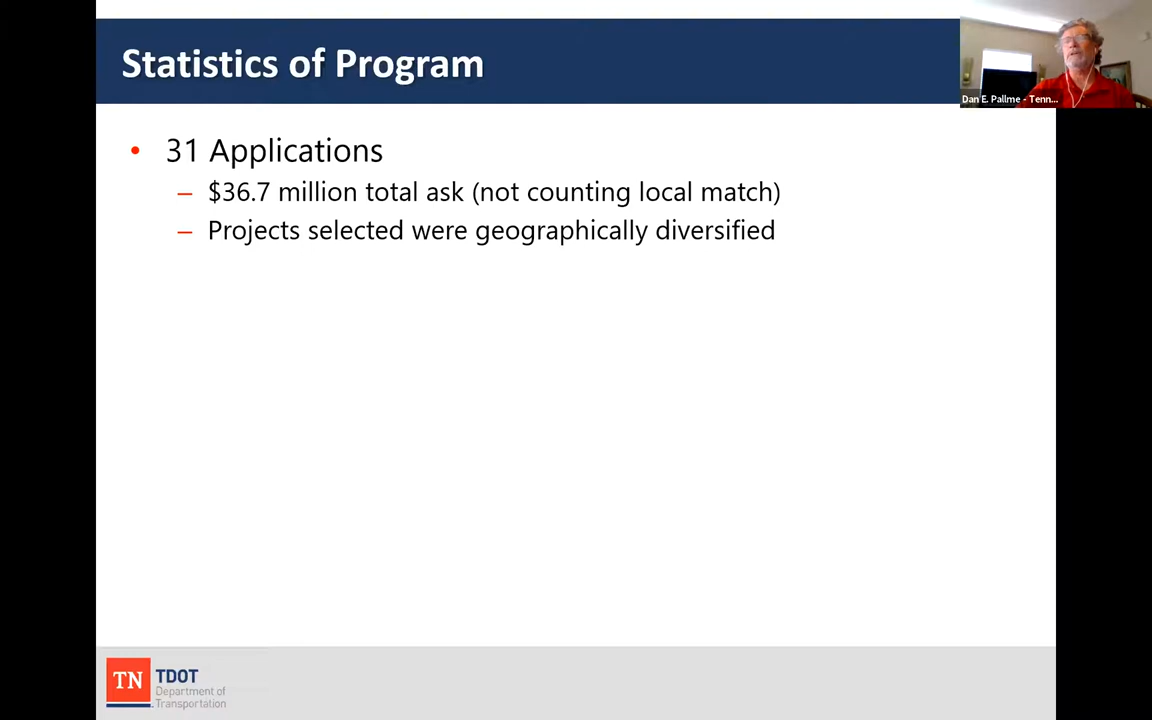 Statistics of Program
Dan E. Pallme - Tenn...
• 31 Applications
– $36.7 million total ask (not counting local match)
– Projects selected were geographically diversified
TN
TDOT
Department of
Transportation